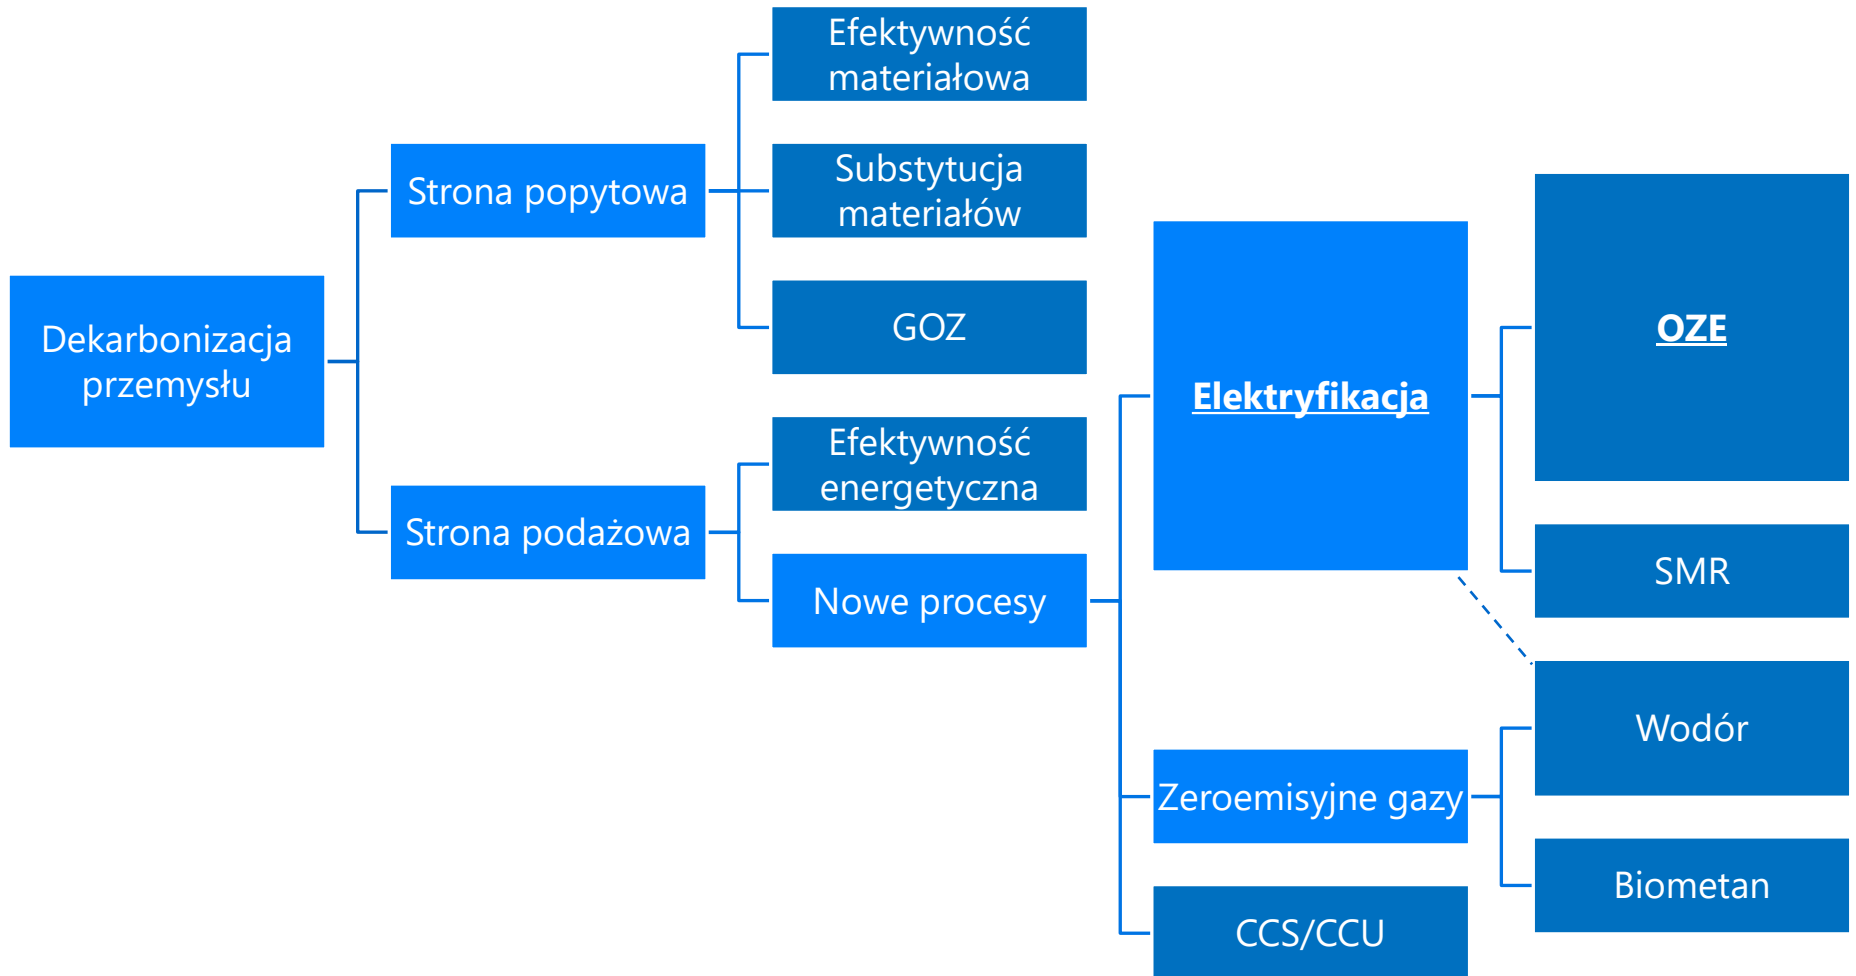 Dekarbonizacja
przemysłu
Strona popytowa
Efektywność
materiałowa
Substytucja
materiałów
GOZ
Strona podażowa
Efektywność
energetyczna
Nowe procesy
Elektryfikacja
OZE
SMR
Zeroemisyjne gazy
Wodór
Biometan
CCS/CCU